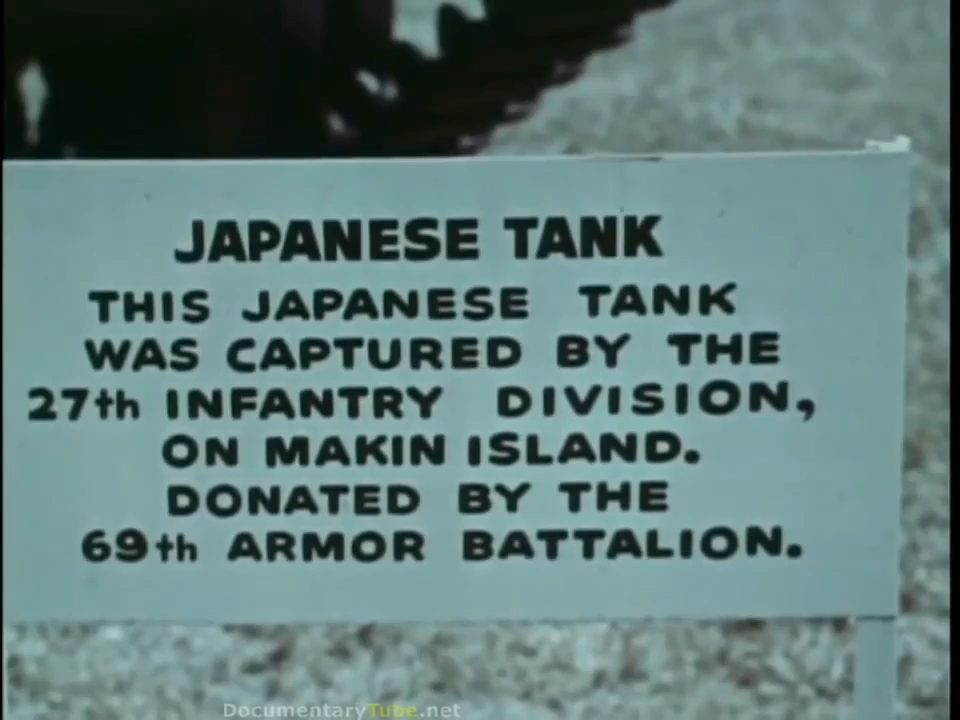 JAPANESE TANK
THIS JAPANESE TANK
WAS CAPTURED BY THE
27th INFANTRY DIVISION,
ON MAKIN ISLAND.
DONATED BY THE
69th ARMOR BATTALION.
DocumentaryTube.net